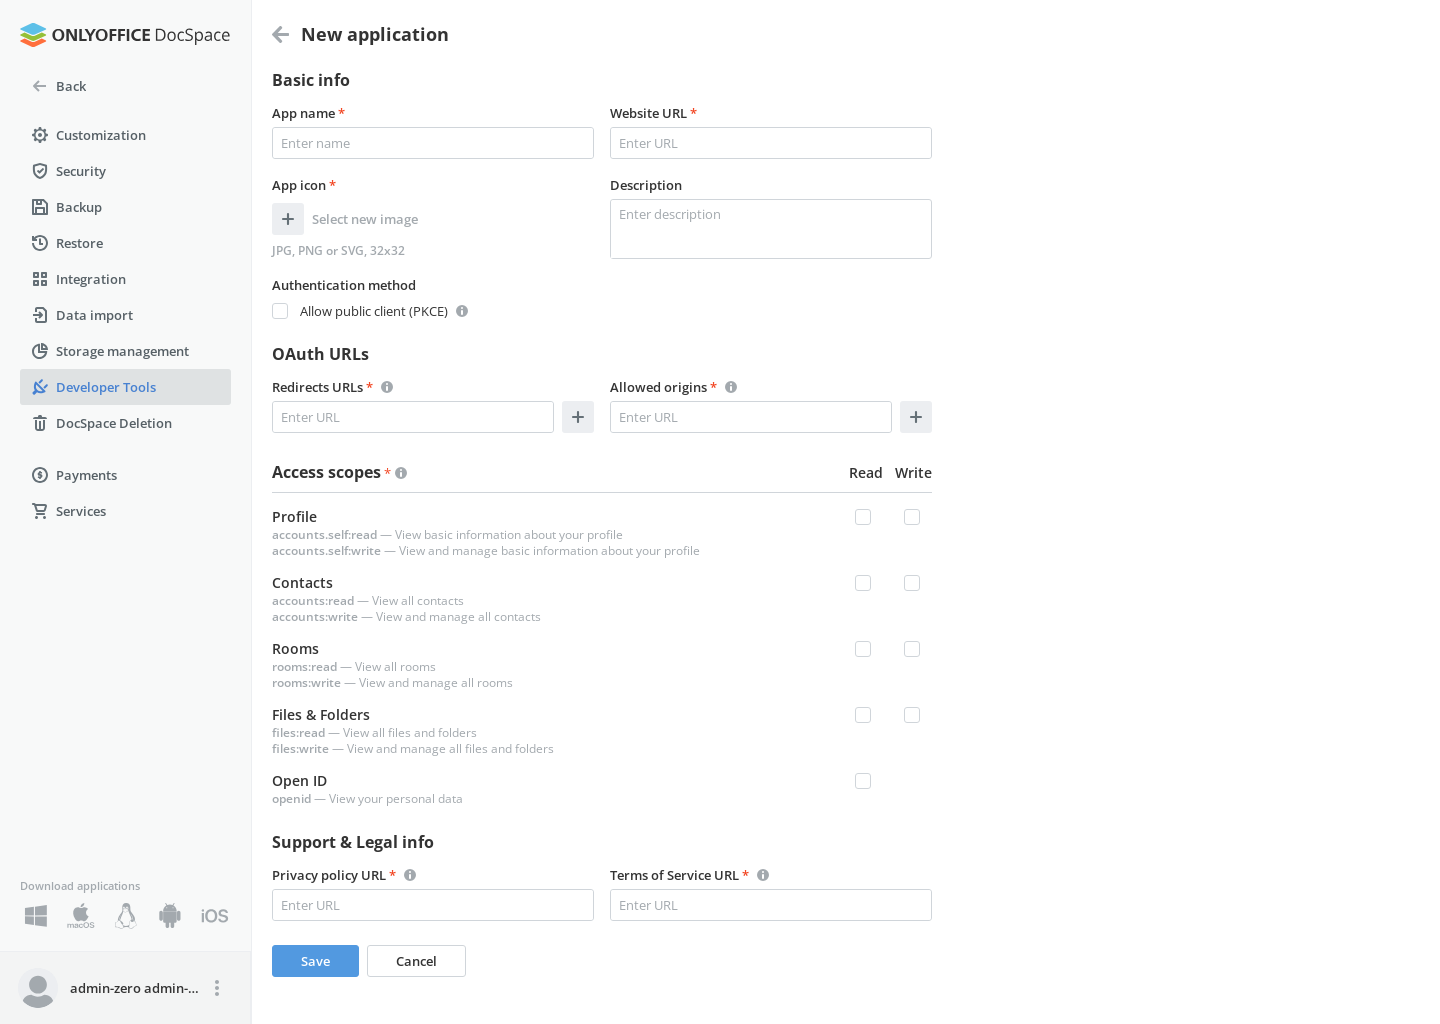 ONLYOFFICE DocSpace
Back
Customization
Security
Backup
Restore
Integration
Data import
Storage management
Developer Tools
DocSpace Deletion
Payments
Services
Download applications
macOS
iOS
admin-zero admin-...
New application
Basic info
App name *
Website URL *
Enter name
Enter URL
App icon *
Description
Select new image
Enter description
JPG, PNG or SVG, 32x32
Authentication method
Allow public client (PKCE)
OAuth URLs
Redirects URLs *
Allowed origins *
Enter URL
Enter URL
Access scopes * Read Write
Profile
accounts.self:read — View basic information about your profile
accounts.self:write — View and manage basic information about your profile
Contacts
accounts:read — View all contacts
accounts:write — View and manage all contacts
Rooms
rooms:read — View all rooms
rooms:write — View and manage all rooms
Files & Folders
files:read — View all files and folders
files:write — View and manage all files and folders
Open ID
openid — View your personal data
Support & Legal info
Privacy policy URL *
Terms of Service URL *
Enter URL
Enter URL
Save
Cancel